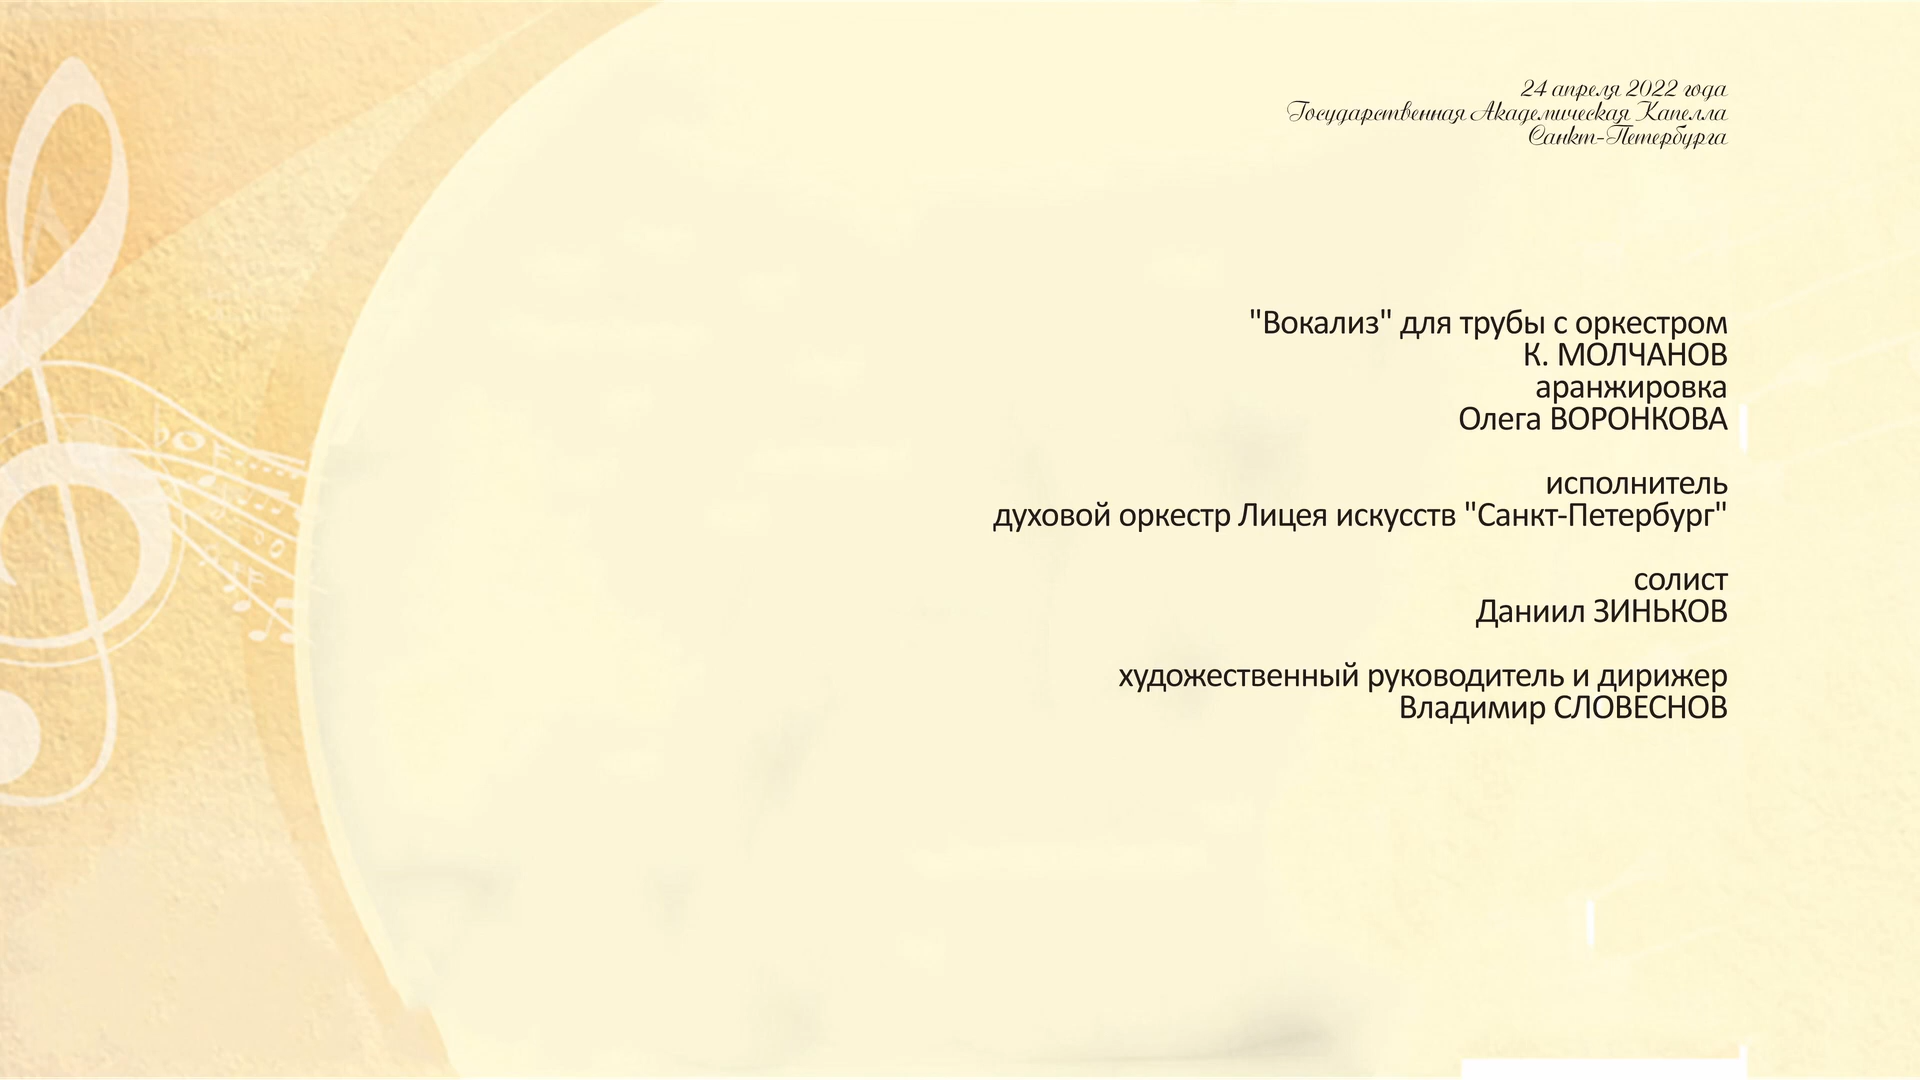 24 апреля 2022 года
Государственная Академическая Капелла
Санкт-Петербурга
"Вокализ" для трубы с оркестром
К. МОЛЧАНОВ
аранжировка
Олега ВОРОНКОВА
исполнитель
духовой оркестр Лицея искусств "Санкт-Петербург"
солист
Даниил ЗИНЬКОВ
художественный руководитель и дирижер
Владимир СЛОВЕСНОВ